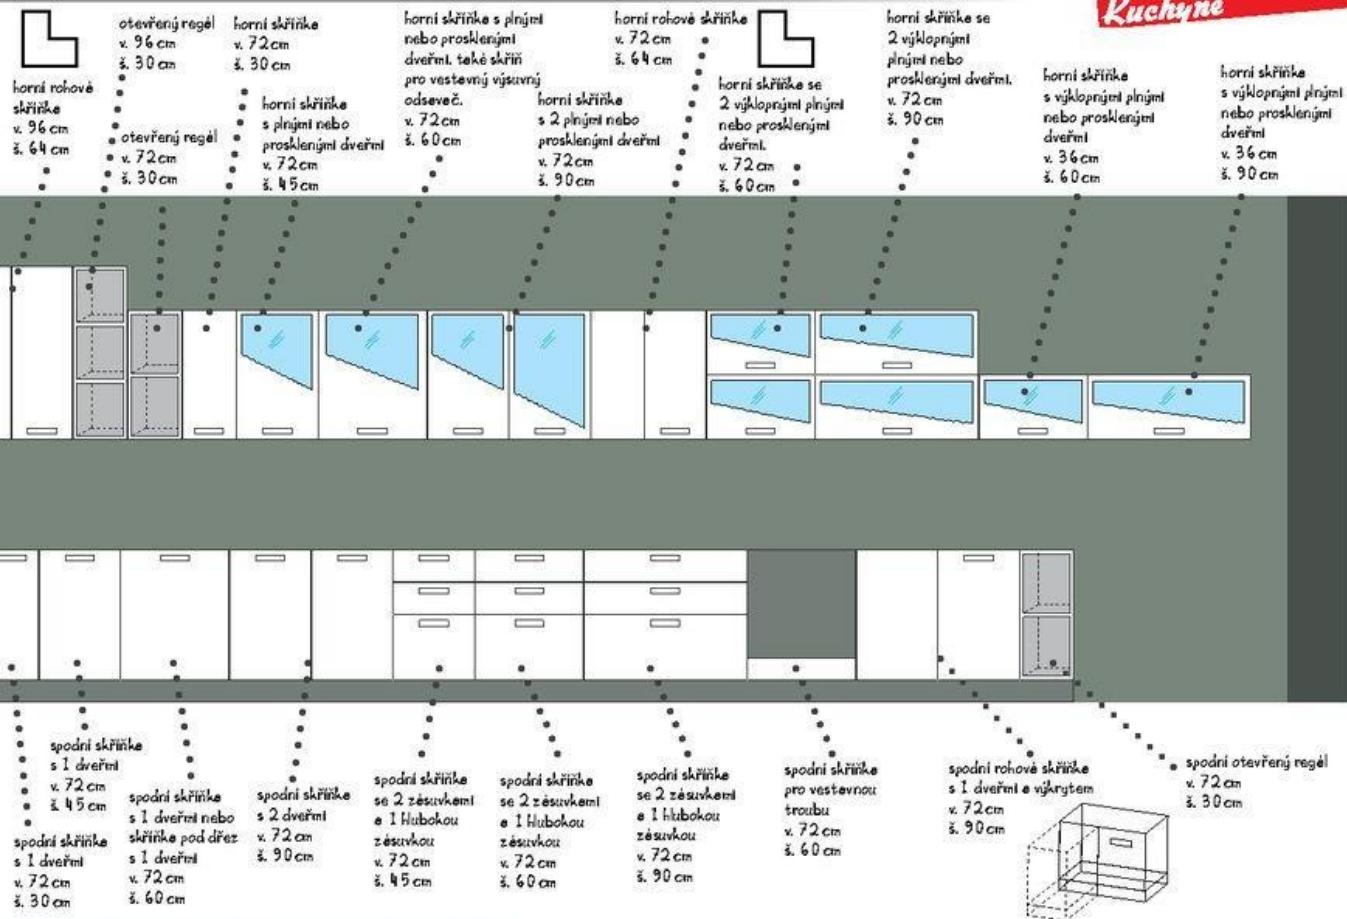 Kuchyně
horní rohová
skříňka
v. 96 cm
š. 64 cm
otevřený regál
v. 96 cm
š. 30 cm
otevřený regál
v. 72 cm
š. 30 cm
horní skříňka
v. 72 cm
š. 30 cm
horní skříňka
s plnými nebo
prosklenými dveřmi
v. 72 cm
š. 45 cm
horní skříňka s plnými
nebo prosklenými
dveřmi. také skříň
pro vestavný výsuvný
odsavač.
v. 72 cm
š. 60 cm
horní skříňka
s 2 plnými nebo
prosklenými dveřmi
v. 72 cm
š. 90 cm
horní rohová skříňka
v. 72 cm
š. 64 cm
horní skříňka se
2 výklopnými plnými
nebo prosklenými
dveřmi.
v. 72 cm
š. 60 cm
horní skříňka se
2 výklopnými
plnými nebo
prosklenými dveřmi.
v. 72 cm
š. 90 cm
horní skříňka
s výklopnými plnými
nebo prosklenými
dveřmi
v. 36 cm
š. 60 cm
horní skříňka
s výklopnými plnými
nebo prosklenými
dveřmi
v. 36 cm
š. 90 cm
spodní skříňka
s 1 dveřmi
v. 72 cm
š. 30 cm
spodní skříňka
s 1 dveřmi
v. 72 cm
š. 45 cm
spodní skříňka
s 1 dveřmi nebo
skříňka pod dřez
s 1 dveřmi
v. 72 cm
š. 60 cm
spodní skříňka
s 2 dveřmi
v. 72 cm
š. 90 cm
spodní skříňka
se 2 zásuvkami
a 1 hlubokou
zásuvkou
v. 72 cm
š. 45 cm
spodní skříňka
se 2 zásuvkami
a 1 hlubokou
zásuvkou
v. 72 cm
š. 60 cm
spodní skříňka
se 2 zásuvkami
a 1 hlubokou
zásuvkou
v. 72 cm
š. 90 cm
spodní skříňka
pro vestavnou
troubu
v. 72 cm
š. 60 cm
spodní rohová skříňka
s 1 dveřmi a výkrytem
v. 72 cm
š. 90 cm
spodní otevřený regál
v. 72 cm
š. 30 cm